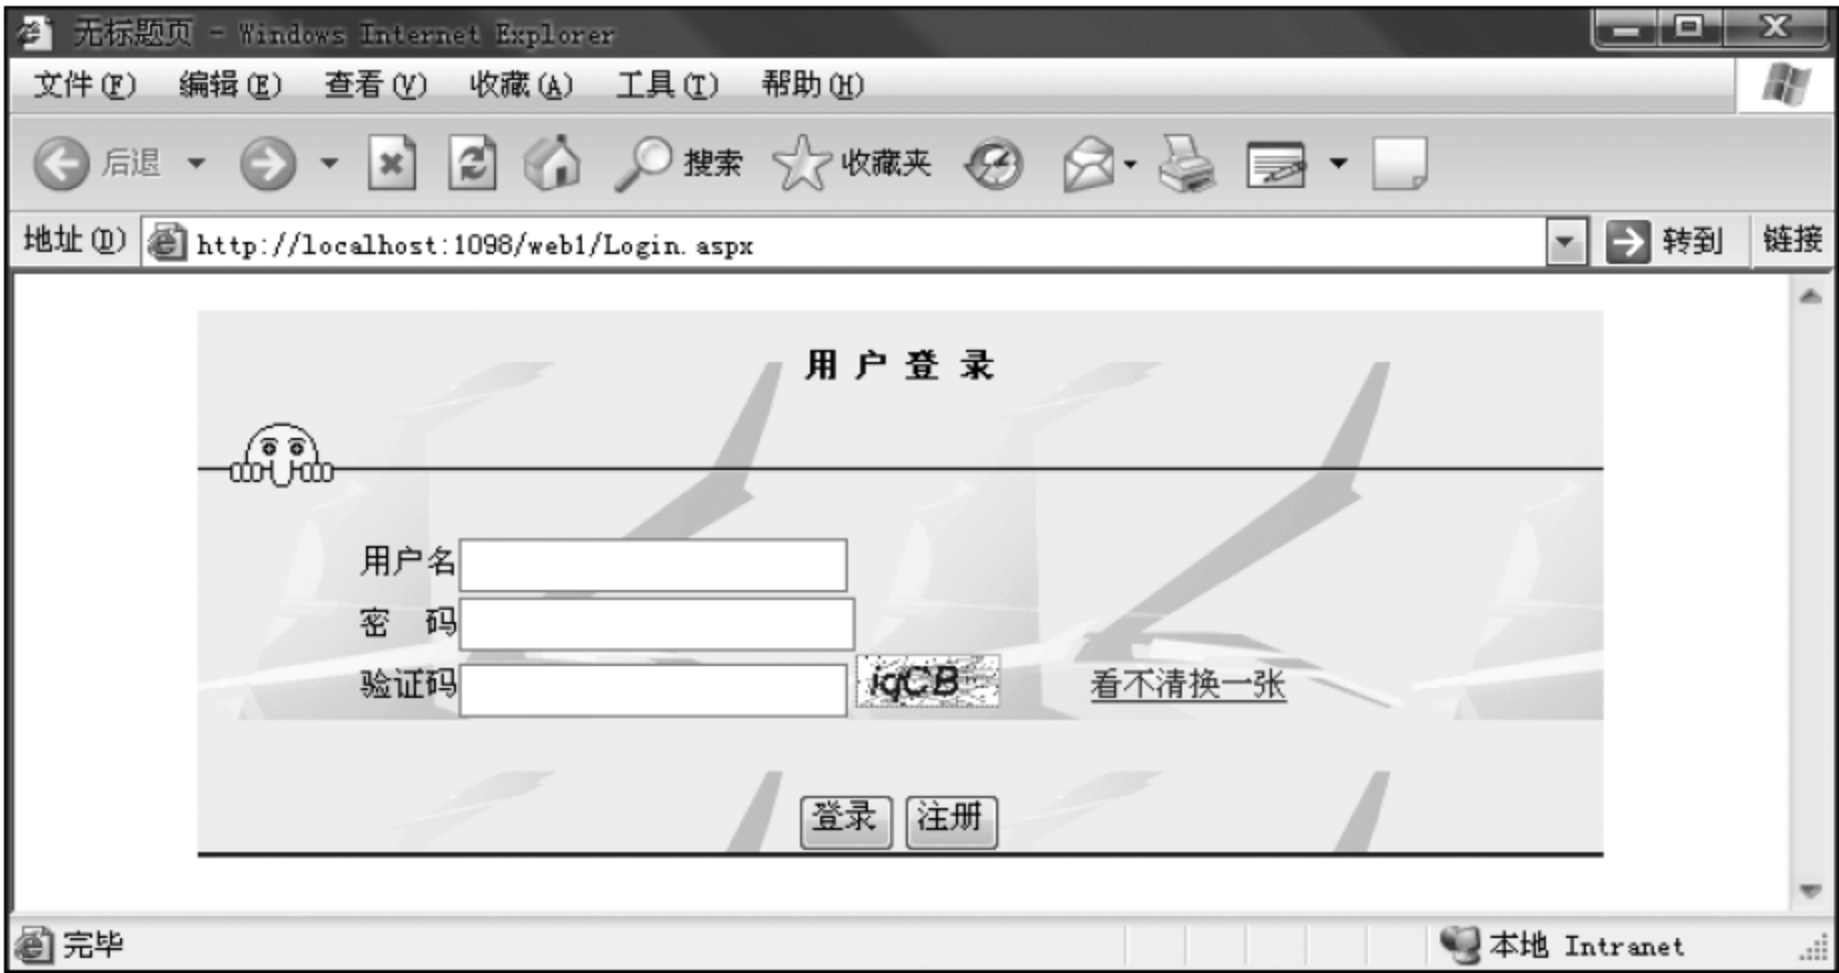 无标题页 - Windows Internet Explorer
文件(F) 编辑(E) 查看(V) 收藏(A) 工具(T) 帮助(H)
后退 搜索 收藏夹
地址(D) http://localhost:1098/web1/Login.aspx 转到 链接
用户登录
用户名
密 码
验证码 iqCB 看不清换一张
登录 注册
完毕 本地 Intranet